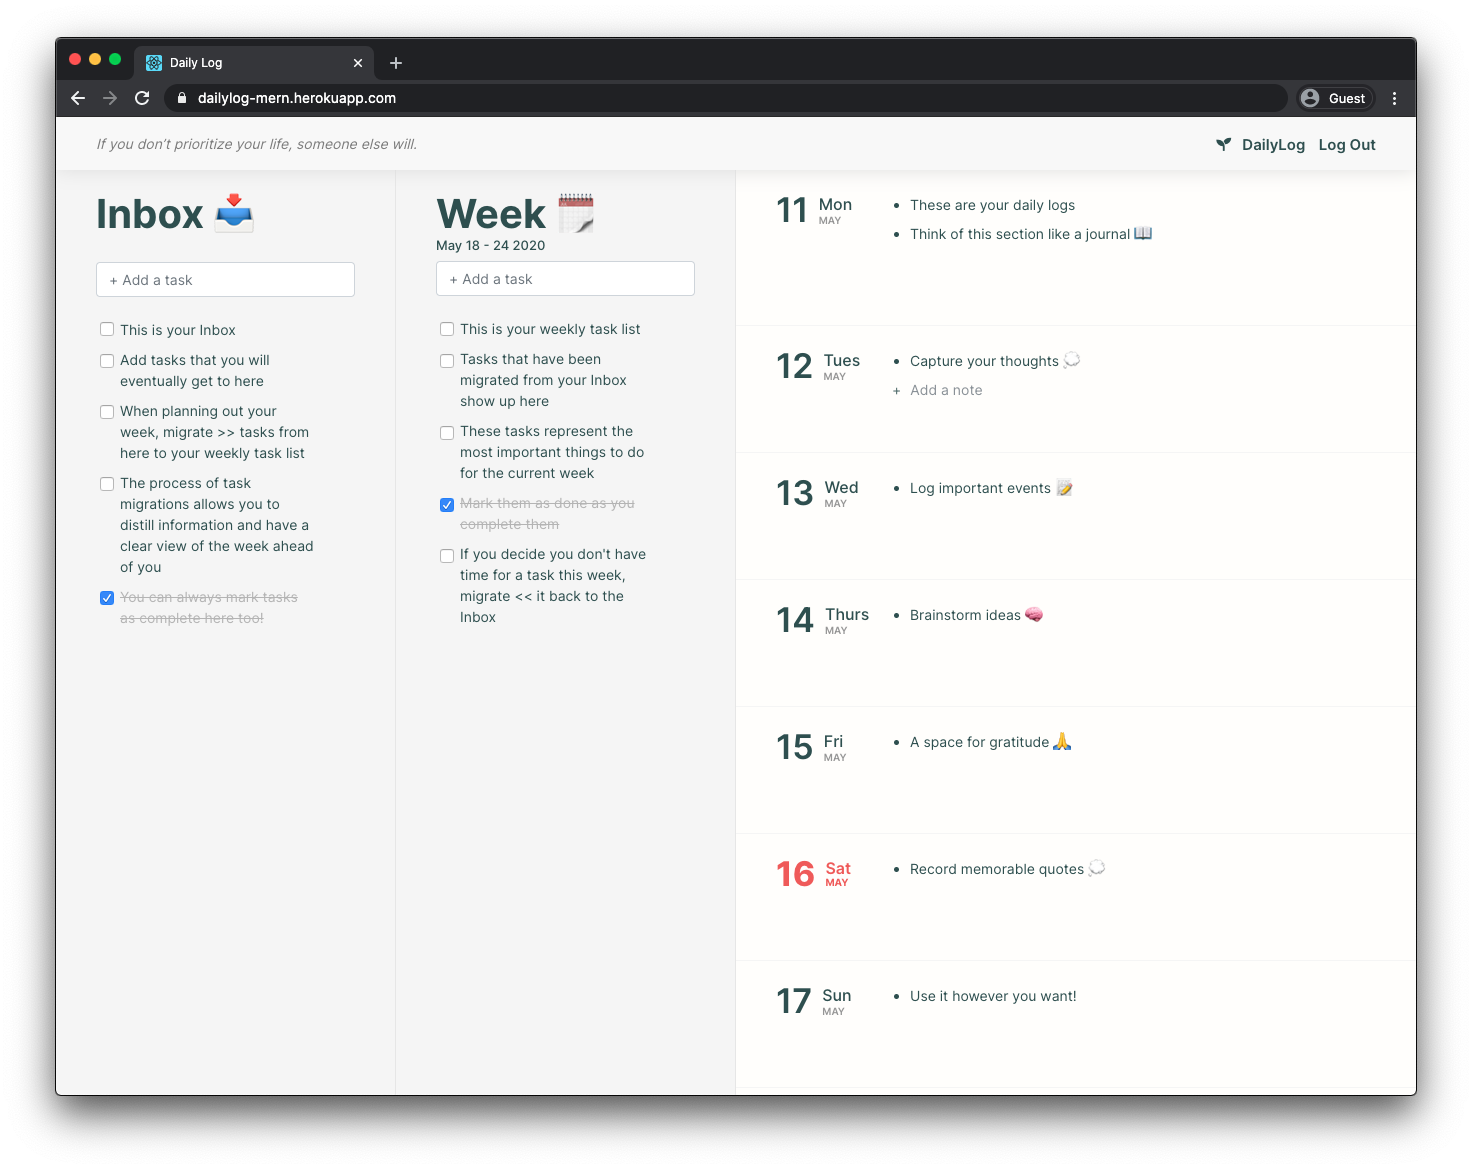 Daily Log
dailylog-mern.herokuapp.com
Guest
If you don't prioritize your life, someone else will.
DailyLog
Log Out
Inbox 📥
+ Add a task
This is your Inbox
Add tasks that you will
eventually get to here
When planning out your
week, migrate >> tasks from
here to your weekly task list
The process of task
migrations allows you to
distill information and have a
clear view of the week ahead
of you
You can always mark tasks
as complete here too!
Week 🗓
May 18 - 24 2020
+ Add a task
This is your weekly task list
Tasks that have been
migrated from your Inbox
show up here
These tasks represent the
most important things to do
for the current week
Mark them as done as you
complete them
If you decide you don't have
time for a task this week,
migrate << it back to the
Inbox
11 Mon
MAY
• These are your daily logs
• Think of this section like a journal 📖
12 Tues
MAY
• Capture your thoughts 💭
+ Add a note
13 Wed
MAY
• Log important events 📝
14 Thurs
MAY
• Brainstorm ideas 🧠
15 Fri
MAY
• A space for gratitude 🙏
16 Sat
MAY
• Record memorable quotes 💭
17 Sun
MAY
• Use it however you want!